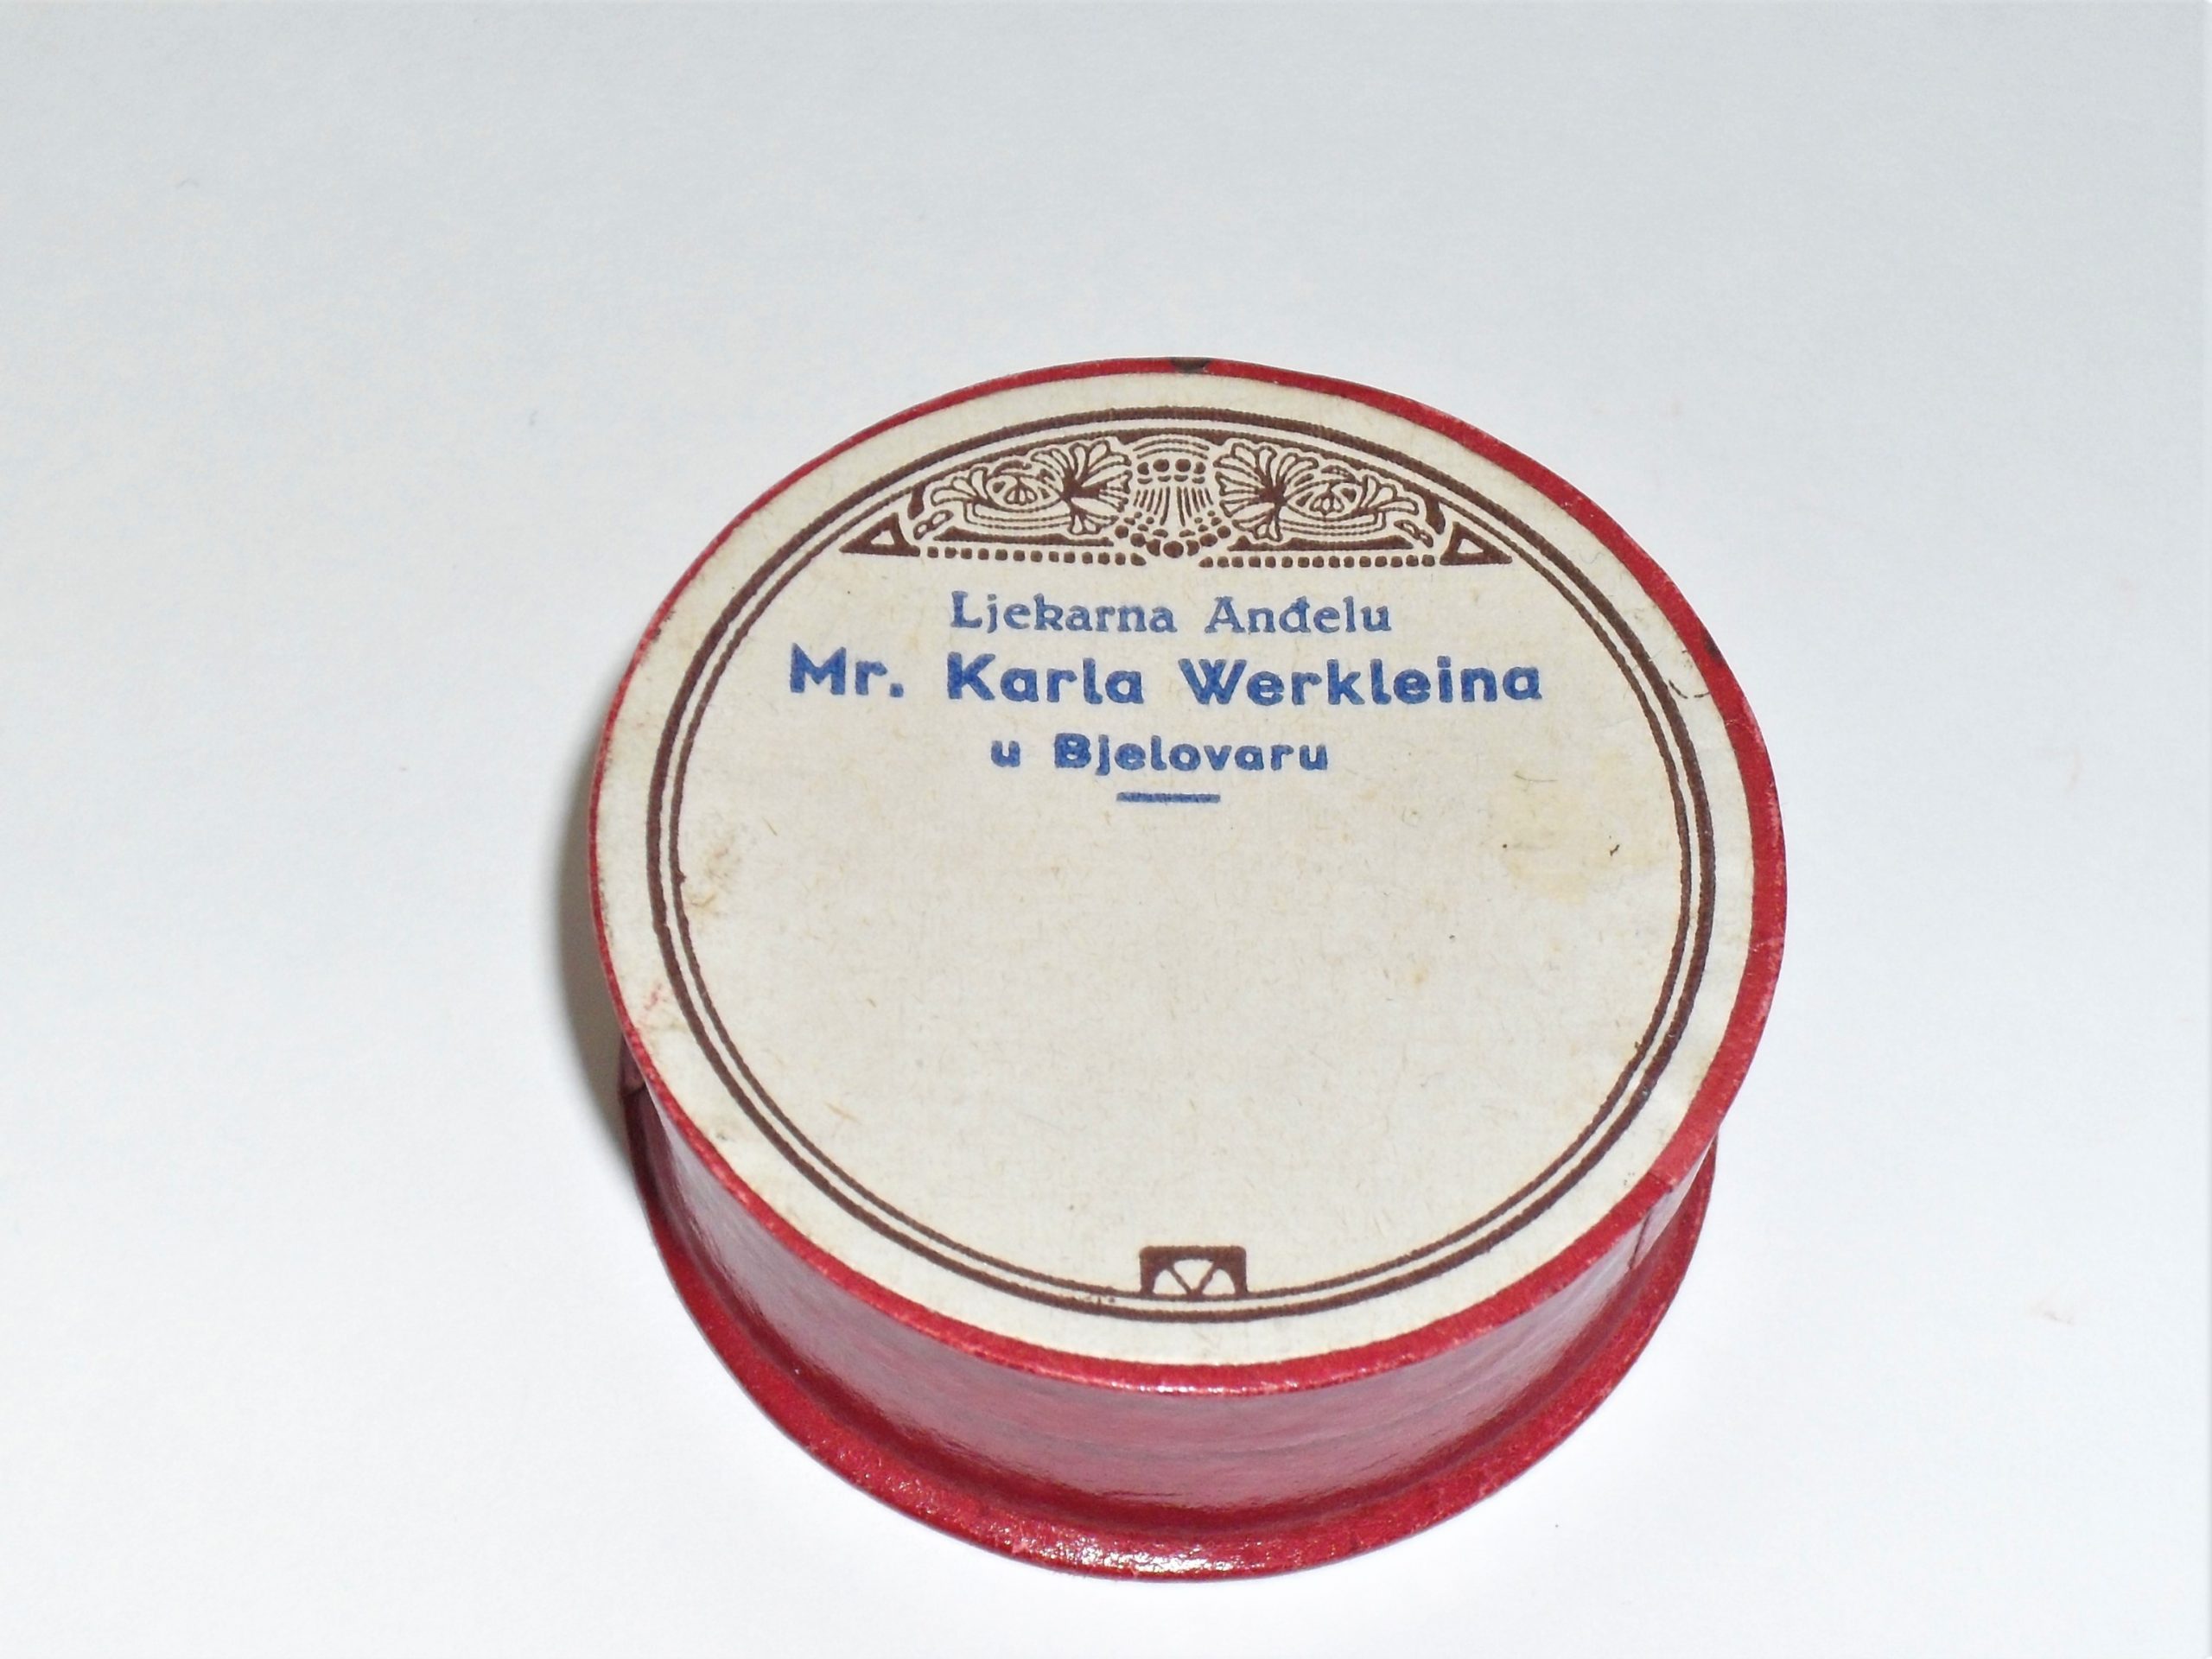 Ljekarna Anđelu
Mr. Karla Werkleina
u Bjelovaru